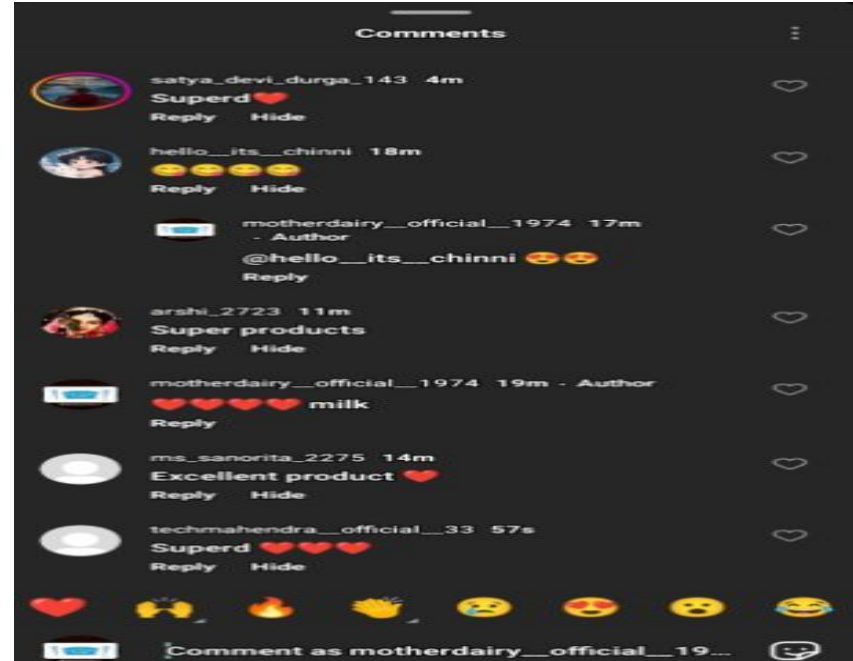 Comments
satya_devi_durga_143 4m
Superd❤️
Reply Hide
hello__its__chinni 18m
😋😋😋😋
Reply Hide
motherdairy__official__1974 17m
- Author
@hello__its__chinni 😍😍
Reply
arshi_2723 11m
Super products
Reply Hide
motherdairy__official__1974 19m - Author
❤️❤️❤️❤️ milk
Reply
ms_sanorita_2275 14m
Excellent product ❤️
Reply Hide
techmahendra__official__33 57s
Superd ❤️❤️❤️
Reply Hide
❤️ 🙌 🔥 👏 😢 😍 😮 😂
Comment as motherdairy__official__19...